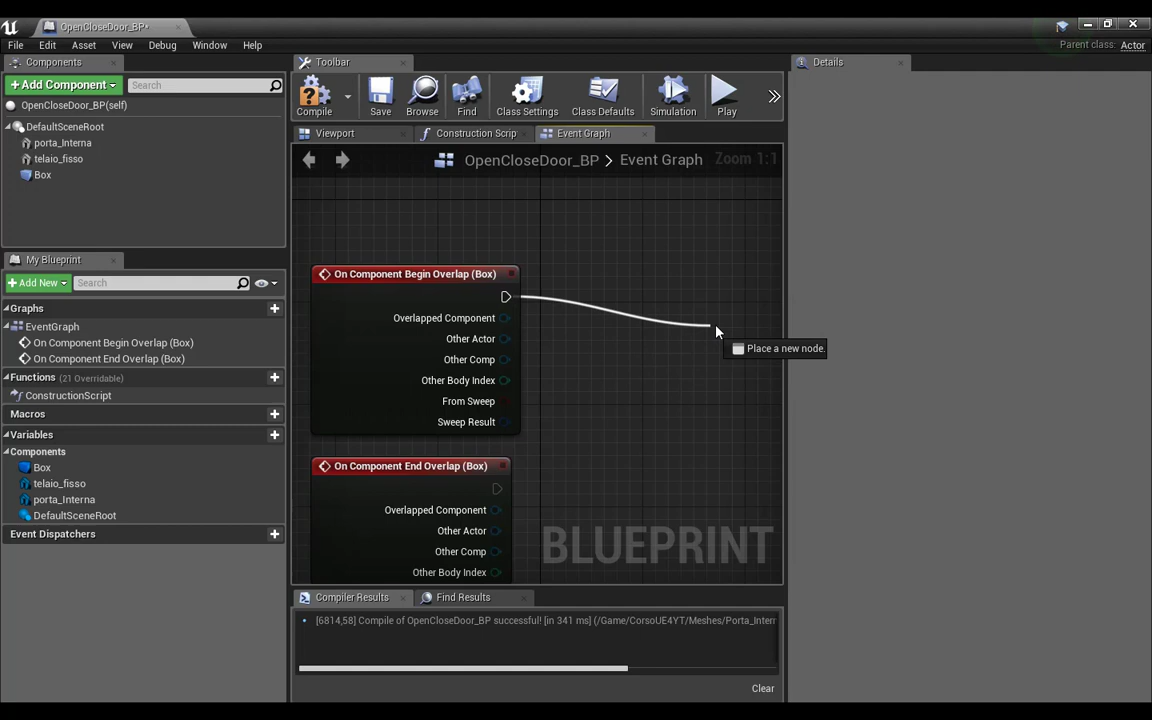 OpenCloseDoor_BP*
File Edit Asset View Debug Window Help
Parent class: Actor
Components
Toolbar
Details
+Add Component
Search
OpenCloseDoor_BP(self)
DefaultSceneRoot
porta_Interna
telaio_fisso
Box
Compile
Save
Browse
Find
Class Settings
Class Defaults
Simulation
Play
Viewport
Construction Scrip
Event Graph
OpenCloseDoor_BP > Event Graph
Zoom 1:1
My Blueprint
+Add New
Search
Graphs
EventGraph
On Component Begin Overlap (Box)
On Component End Overlap (Box)
Functions (21 Overridable)
ConstructionScript
Macros
Variables
Components
Box
telaio_fisso
porta_Interna
DefaultSceneRoot
Event Dispatchers
On Component Begin Overlap (Box)
Overlapped Component
Other Actor
Other Comp
Other Body Index
From Sweep
Sweep Result
Place a new node.
On Component End Overlap (Box)
Overlapped Component
Other Actor
Other Comp
Other Body Index
BLUEPRINT
Compiler Results
Find Results
[6814,58] Compile of OpenCloseDoor_BP successful! [in 341 ms] (/Game/CorsoUE4YT/Meshes/Porta_Intern
Clear